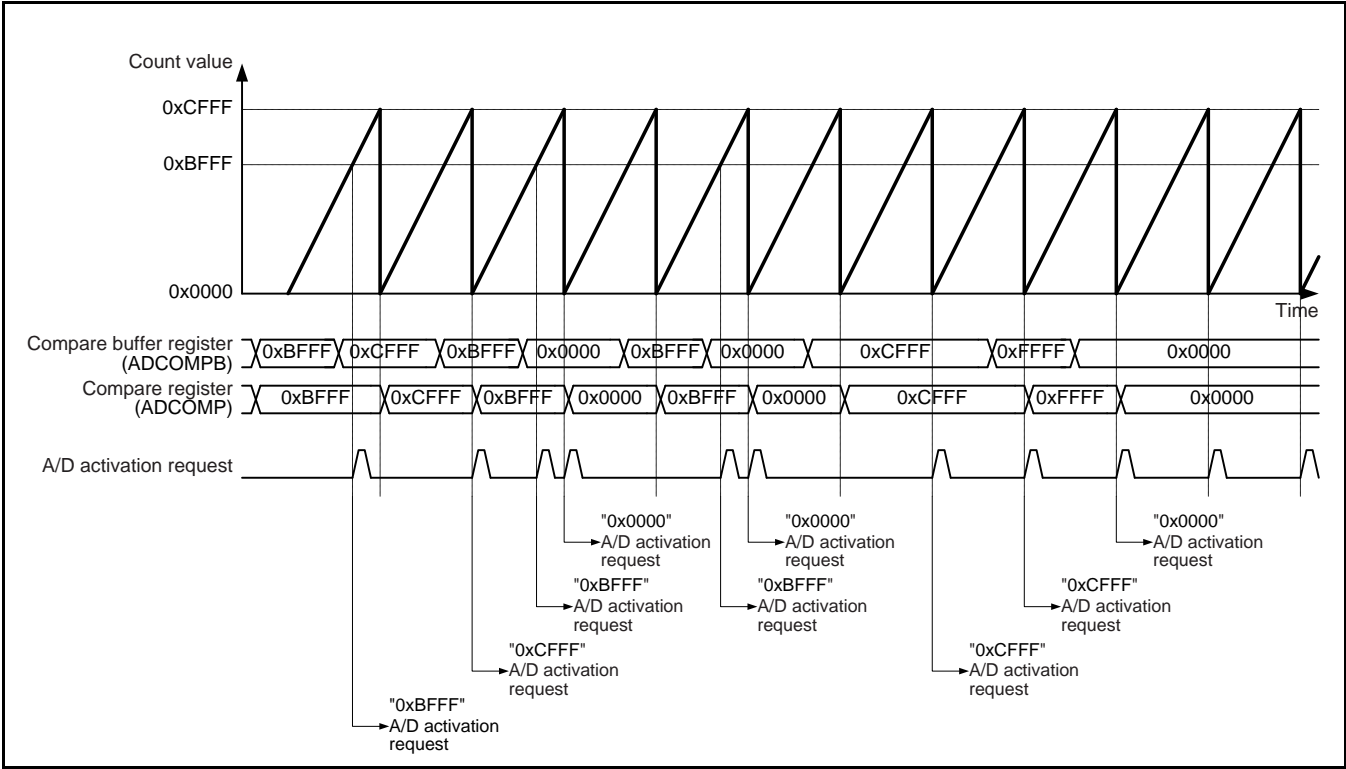 Count value
0xCFFF
0xBFFF
0x0000
Time
Compare buffer register
(ADCOMPB)
0xBFFF 0xCFFF 0xBFFF 0x0000 0xBFFF 0x0000 0xCFFF 0xFFFF 0x0000
Compare register
(ADCOMP)
0xBFFF 0xCFFF 0xBFFF 0x0000 0xBFFF 0x0000 0xCFFF 0xFFFF 0x0000
A/D activation request
"0x0000"
A/D activation
request
"0x0000"
A/D activation
request
"0x0000"
A/D activation
request
"0xBFFF"
A/D activation
request
"0xBFFF"
A/D activation
request
"0xCFFF"
A/D activation
request
"0xCFFF"
A/D activation
request
"0xCFFF"
A/D activation
request
"0xBFFF"
A/D activation
request